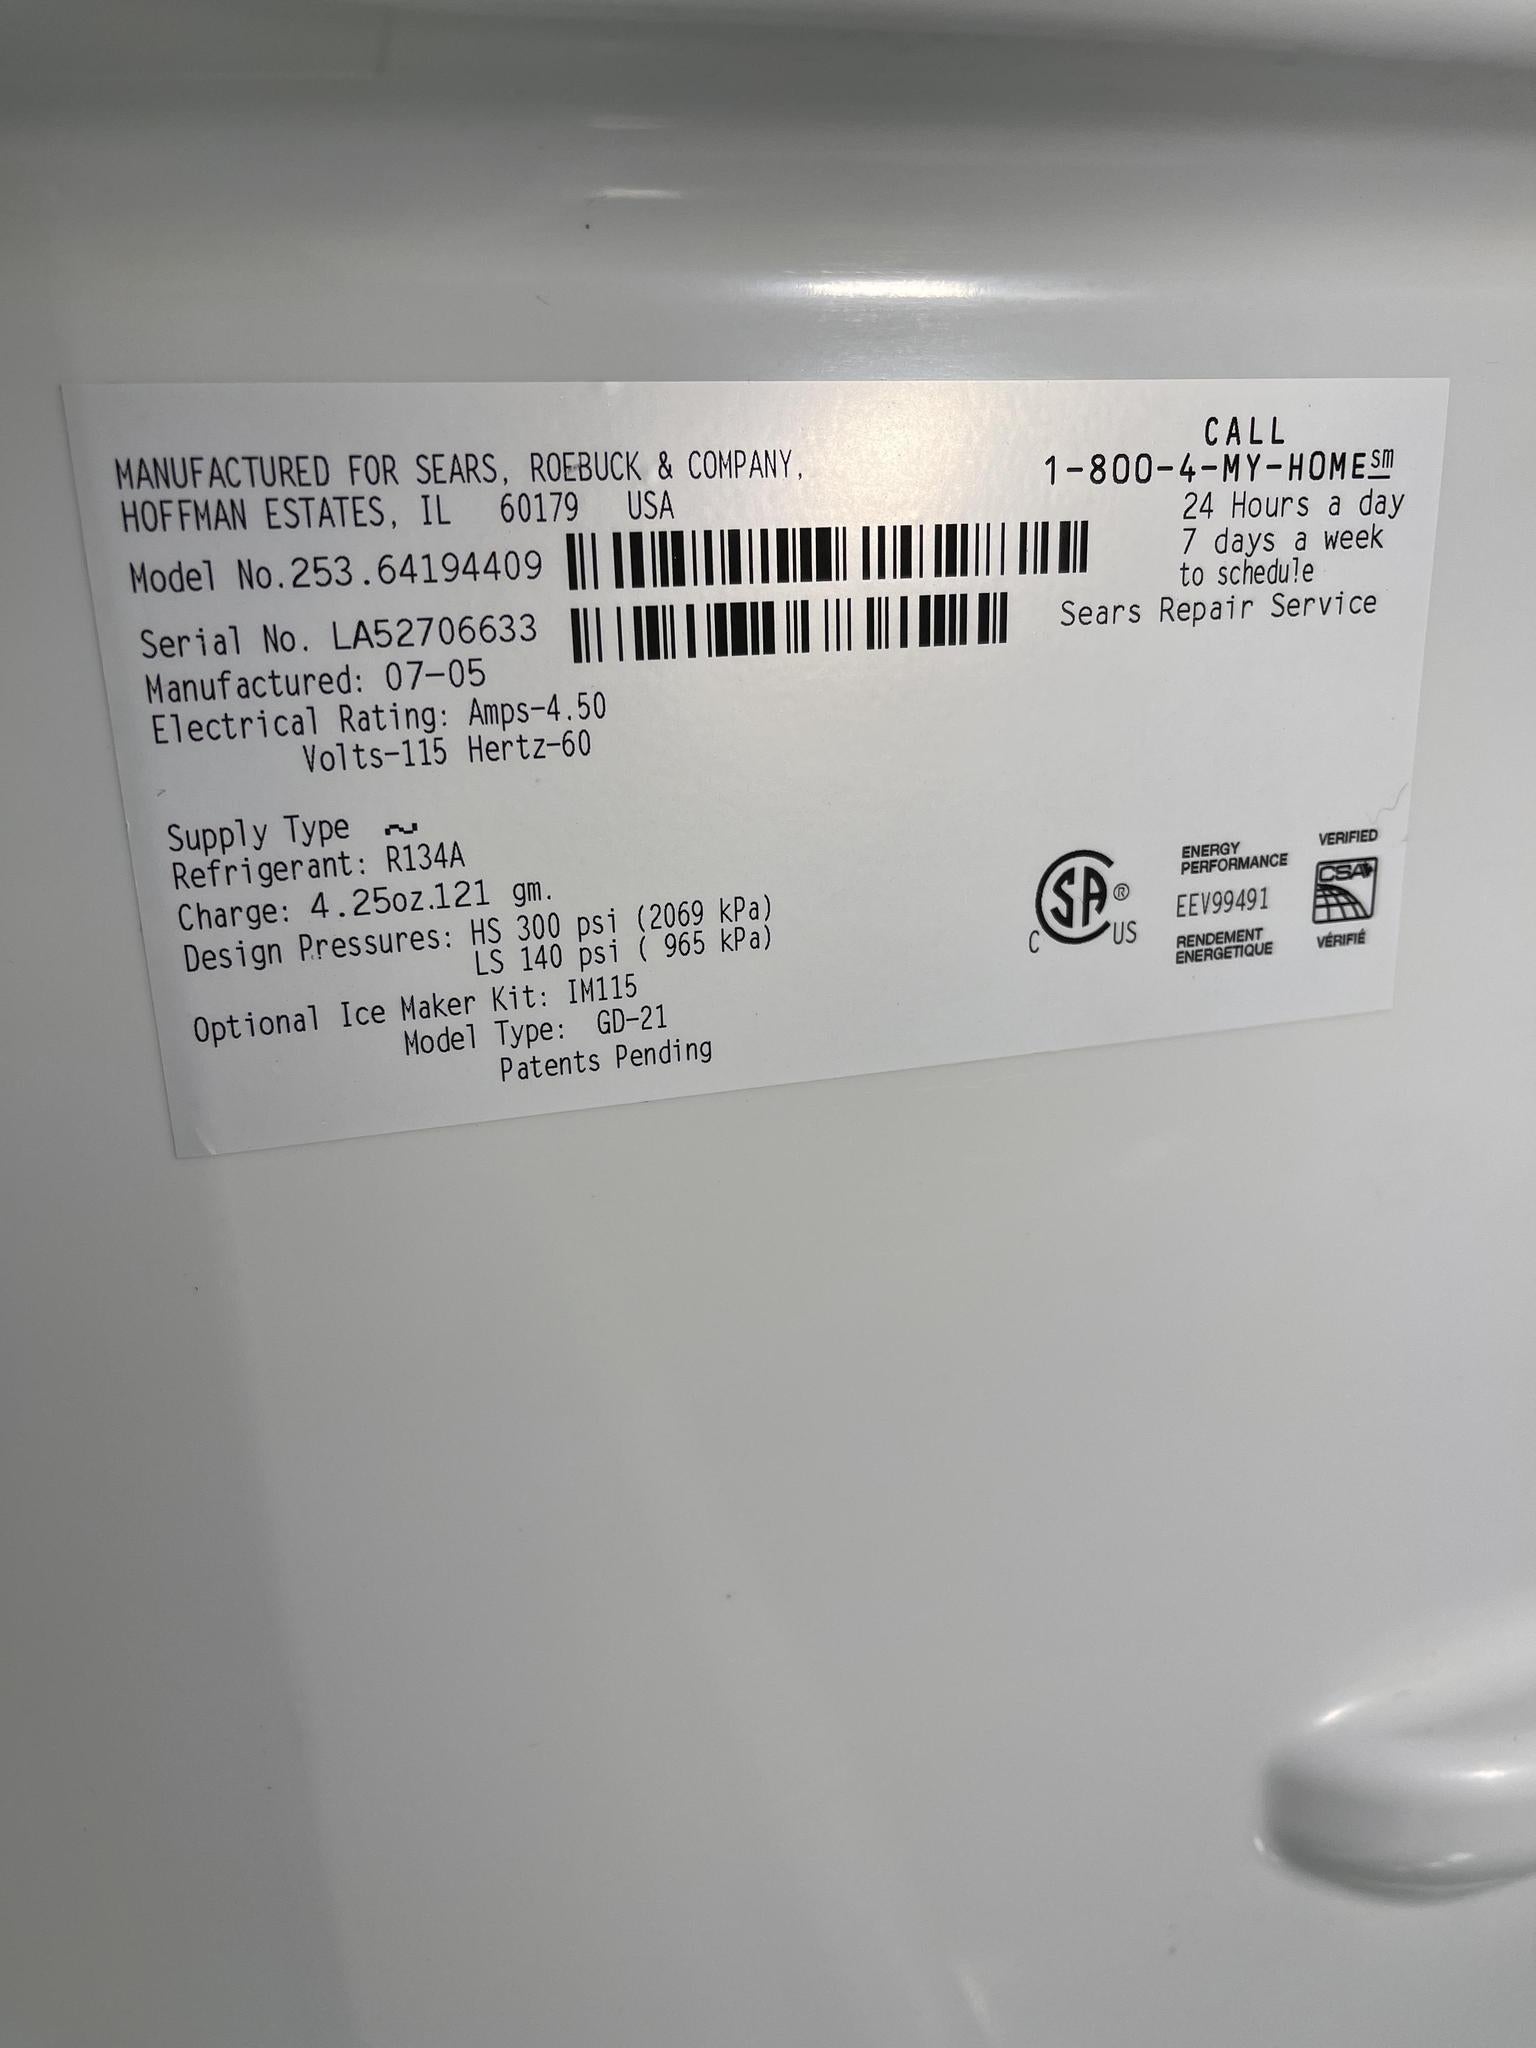 MANUFACTURED FOR SEARS, ROEBUCK & COMPANY,
HOFFMAN ESTATES, IL 60179 USA
Model No.253.64194409
Serial No. LA52706633
Manufactured: 07-05
Electrical Rating: Amps-4.50
Volts-115 Hertz-60
Supply Type ~
Refrigerant: R134A
Charge: 4.25oz.121 gm.
Design Pressures: HS 300 psi (2069 kPa)
LS 140 psi ( 965 kPa)
Optional Ice Maker Kit: IM115
Model Type: GD-21
Patents Pending
CALL
1-800-4-MY-HOME℠
24 Hours a day
7 days a week
to schedule
Sears Repair Service
C SA® US
ENERGY
PERFORMANCE
EEV99491
RENDEMENT
ENERGETIQUE
VERIFIED
CSA
VÉRIFIÉ